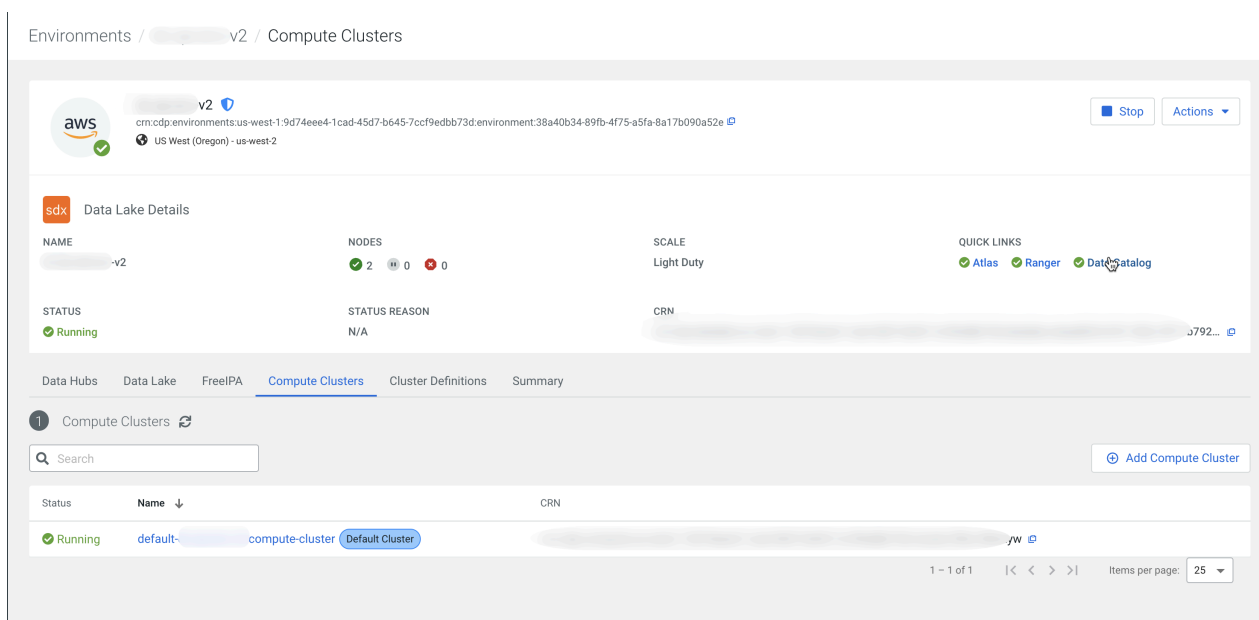 Environments / v2 / Compute Clusters
aws
v2
crn:cdp:environments:us-west-1:9d74eee4-1cad-45d7-b645-7ccf9edbb73d:environment:38a40b34-89fb-4f75-a5fa-8a17b090a52e
US West (Oregon) - us-west-2
Stop
Actions
sdx Data Lake Details
NAME NODES SCALE QUICK LINKS
-v2 2 0 0 Light Duty Atlas Ranger Data Catalog
STATUS STATUS REASON CRN
Running N/A b792...
Data Hubs Data Lake FreeIPA Compute Clusters Cluster Definitions Summary
1 Compute Clusters
Search
Add Compute Cluster
Status Name CRN
Running default- compute-cluster Default Cluster yw
1 – 1 of 1 Items per page: 25